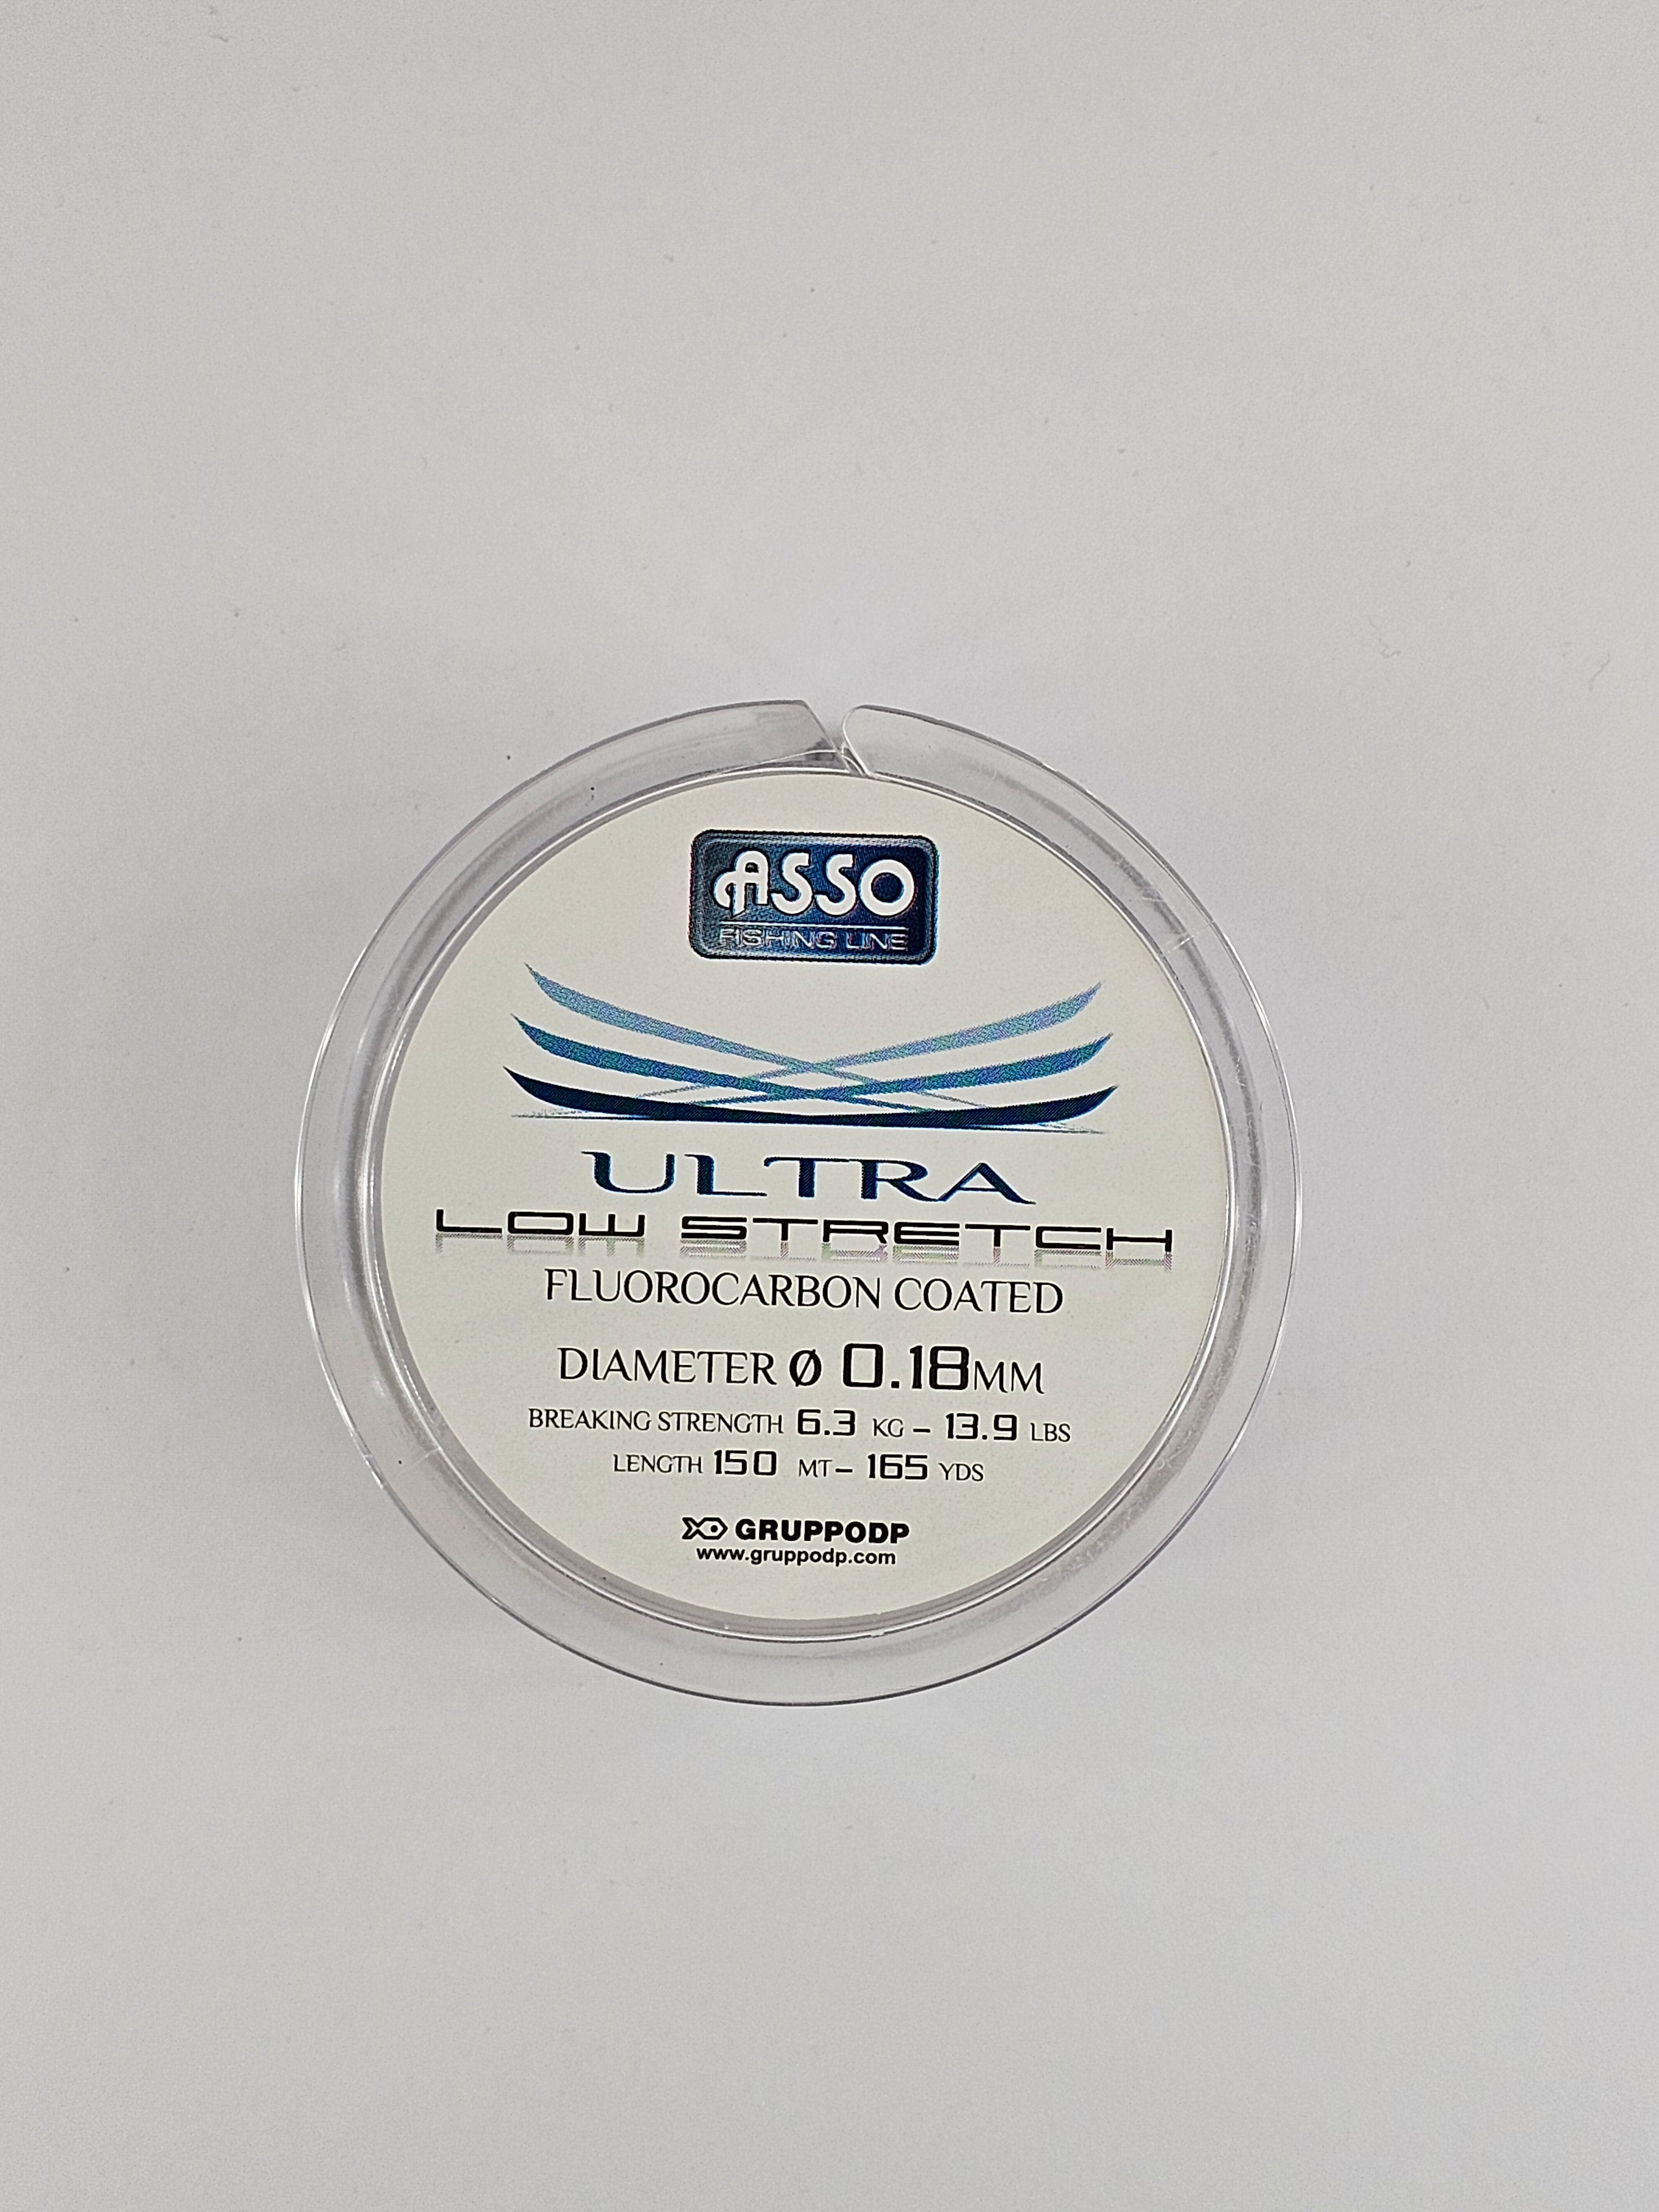 ASSO
FISHING LINE
ULTRA
LOW STRETCH
FLUOROCARBON COATED
DIAMETER Ø 0.18MM
BREAKING STRENGTH 6.3 KG – 13.9 LBS
LENGTH 150 MT – 165 YDS
GRUPPODP
www.gruppodp.com